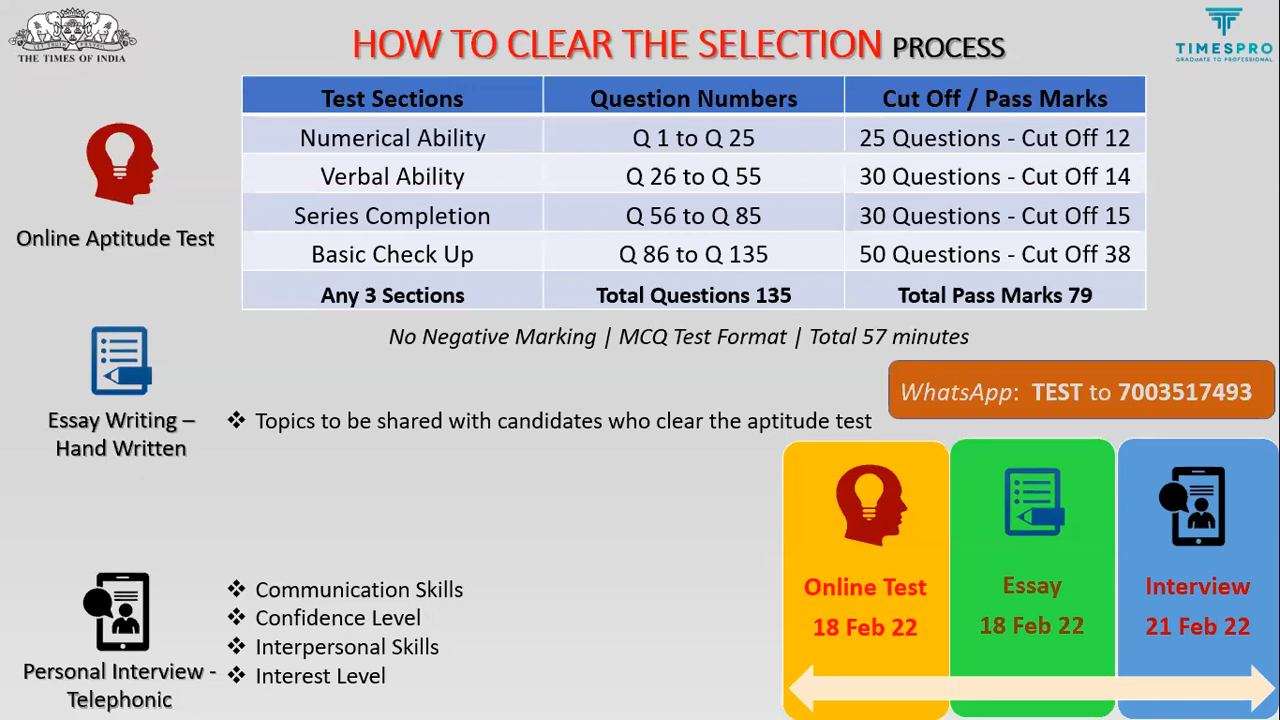 THE TIMES OF INDIA
HOW TO CLEAR THE SELECTION PROCESS
TIMESPRO
GRADUATE TO PROFESSIONAL
Test Sections Question Numbers Cut Off / Pass Marks
Numerical Ability Q 1 to Q 25 25 Questions - Cut Off 12
Verbal Ability Q 26 to Q 55 30 Questions - Cut Off 14
Series Completion Q 56 to Q 85 30 Questions - Cut Off 15
Basic Check Up Q 86 to Q 135 50 Questions - Cut Off 38
Any 3 Sections Total Questions 135 Total Pass Marks 79
Online Aptitude Test
No Negative Marking | MCQ Test Format | Total 57 minutes
WhatsApp: TEST to 7003517493
Essay Writing –
Hand Written
❖ Topics to be shared with candidates who clear the aptitude test
Personal Interview -
Telephonic
❖ Communication Skills
❖ Confidence Level
❖ Interpersonal Skills
❖ Interest Level
Online Test
18 Feb 22
Essay
18 Feb 22
Interview
21 Feb 22